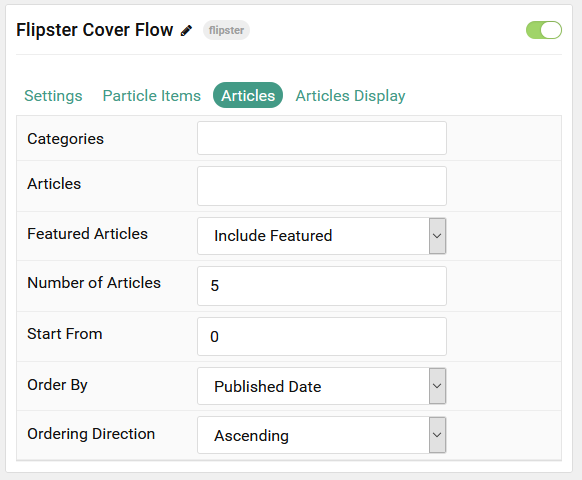 Flipster Cover Flow flipster
Settings Particle Items Articles Articles Display
Categories
Articles
Featured Articles Include Featured
Number of Articles 5
Start From 0
Order By Published Date
Ordering Direction Ascending